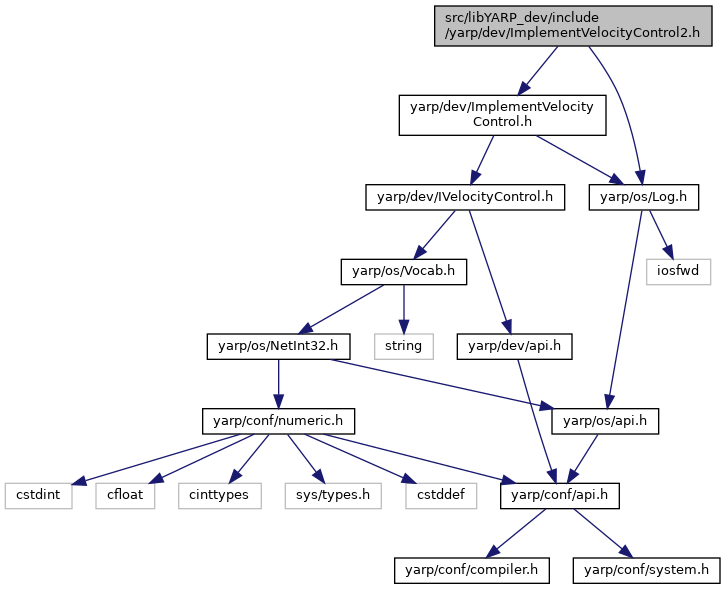 src/libYARP_dev/include
/yarp/dev/ImplementVelocityControl2.h
yarp/dev/ImplementVelocity
Control.h
yarp/dev/IVelocityControl.h
yarp/os/Log.h
yarp/os/Vocab.h
iosfwd
yarp/os/NetInt32.h
string
yarp/dev/api.h
yarp/conf/numeric.h
yarp/os/api.h
cstdint
cfloat
cinttypes
sys/types.h
cstddef
yarp/conf/api.h
yarp/conf/compiler.h
yarp/conf/system.h